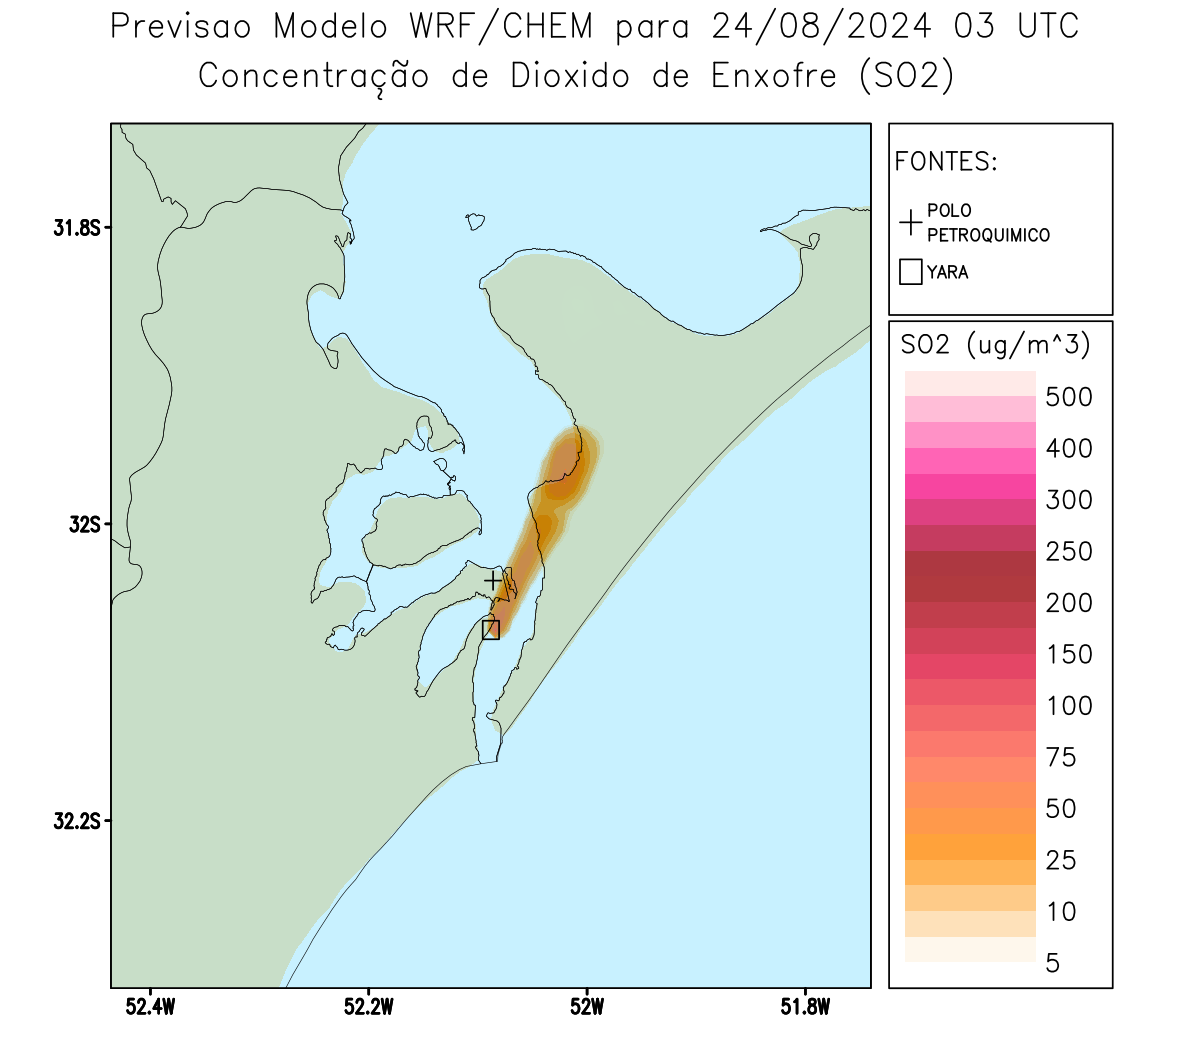 Previsao Modelo WRF/CHEM para 24/08/2024 03 UTC
Concentração de Dioxido de Enxofre (SO2)
FONTES:
POLO
PETROQUIMICO
YARA
SO2 (ug/m^3)
500
400
300
250
200
150
100
75
50
25
10
5
31.8S
32S
32.2S
52.4W
52.2W
52W
51.8W